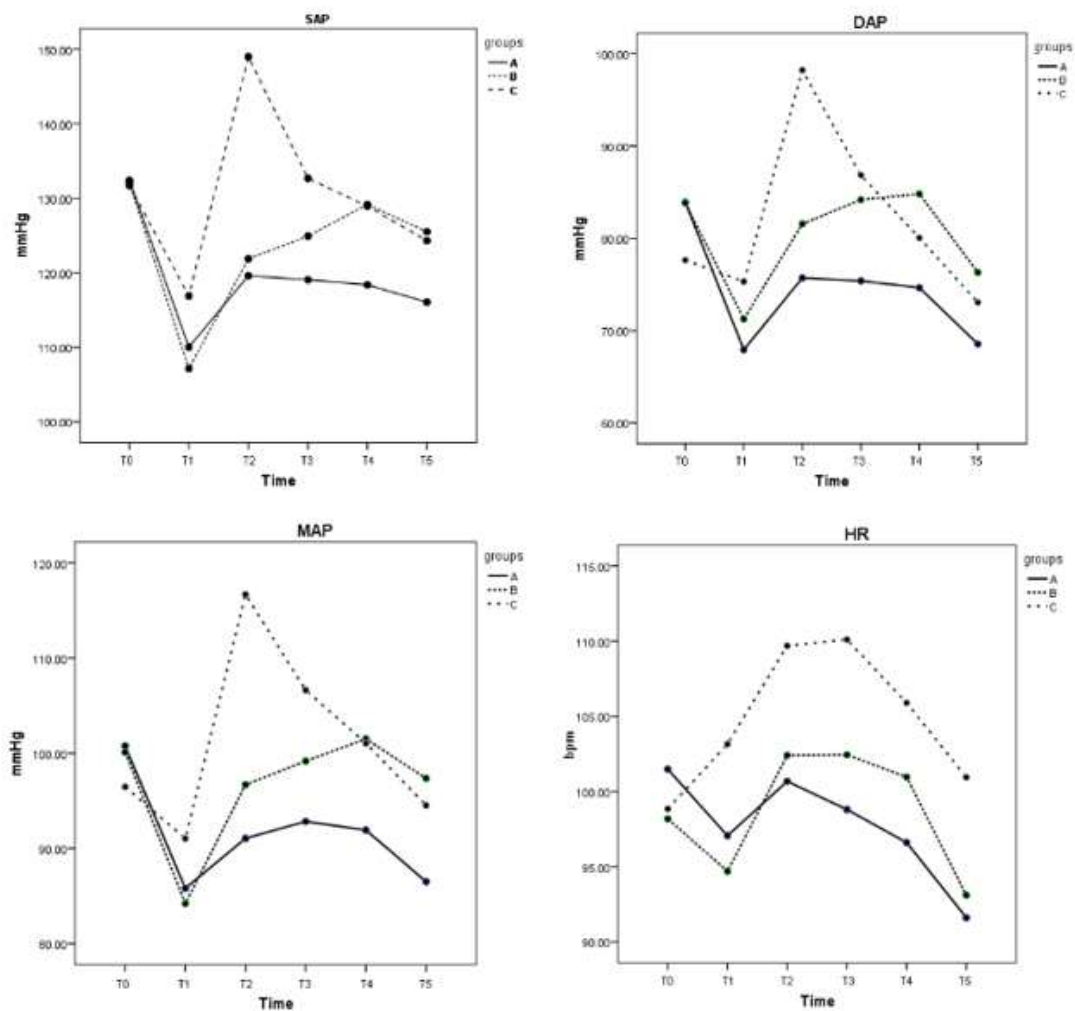 SAP
groups
A
B
C
150.00
140.00
130.00
120.00
110.00
100.00
mmHg
T0 T1 T2 T3 T4 T5
Time
DAP
groups
A
B
C
100.00
90.00
80.00
70.00
60.00
mmHg
T0 T1 T2 T3 T4 T5
Time
MAP
groups
A
B
C
120.00
110.00
100.00
90.00
80.00
mmHg
T0 T1 T2 T3 T4 T5
Time
HR
groups
A
B
C
115.00
110.00
105.00
100.00
95.00
90.00
bpm
T0 T1 T2 T3 T4 T5
Time